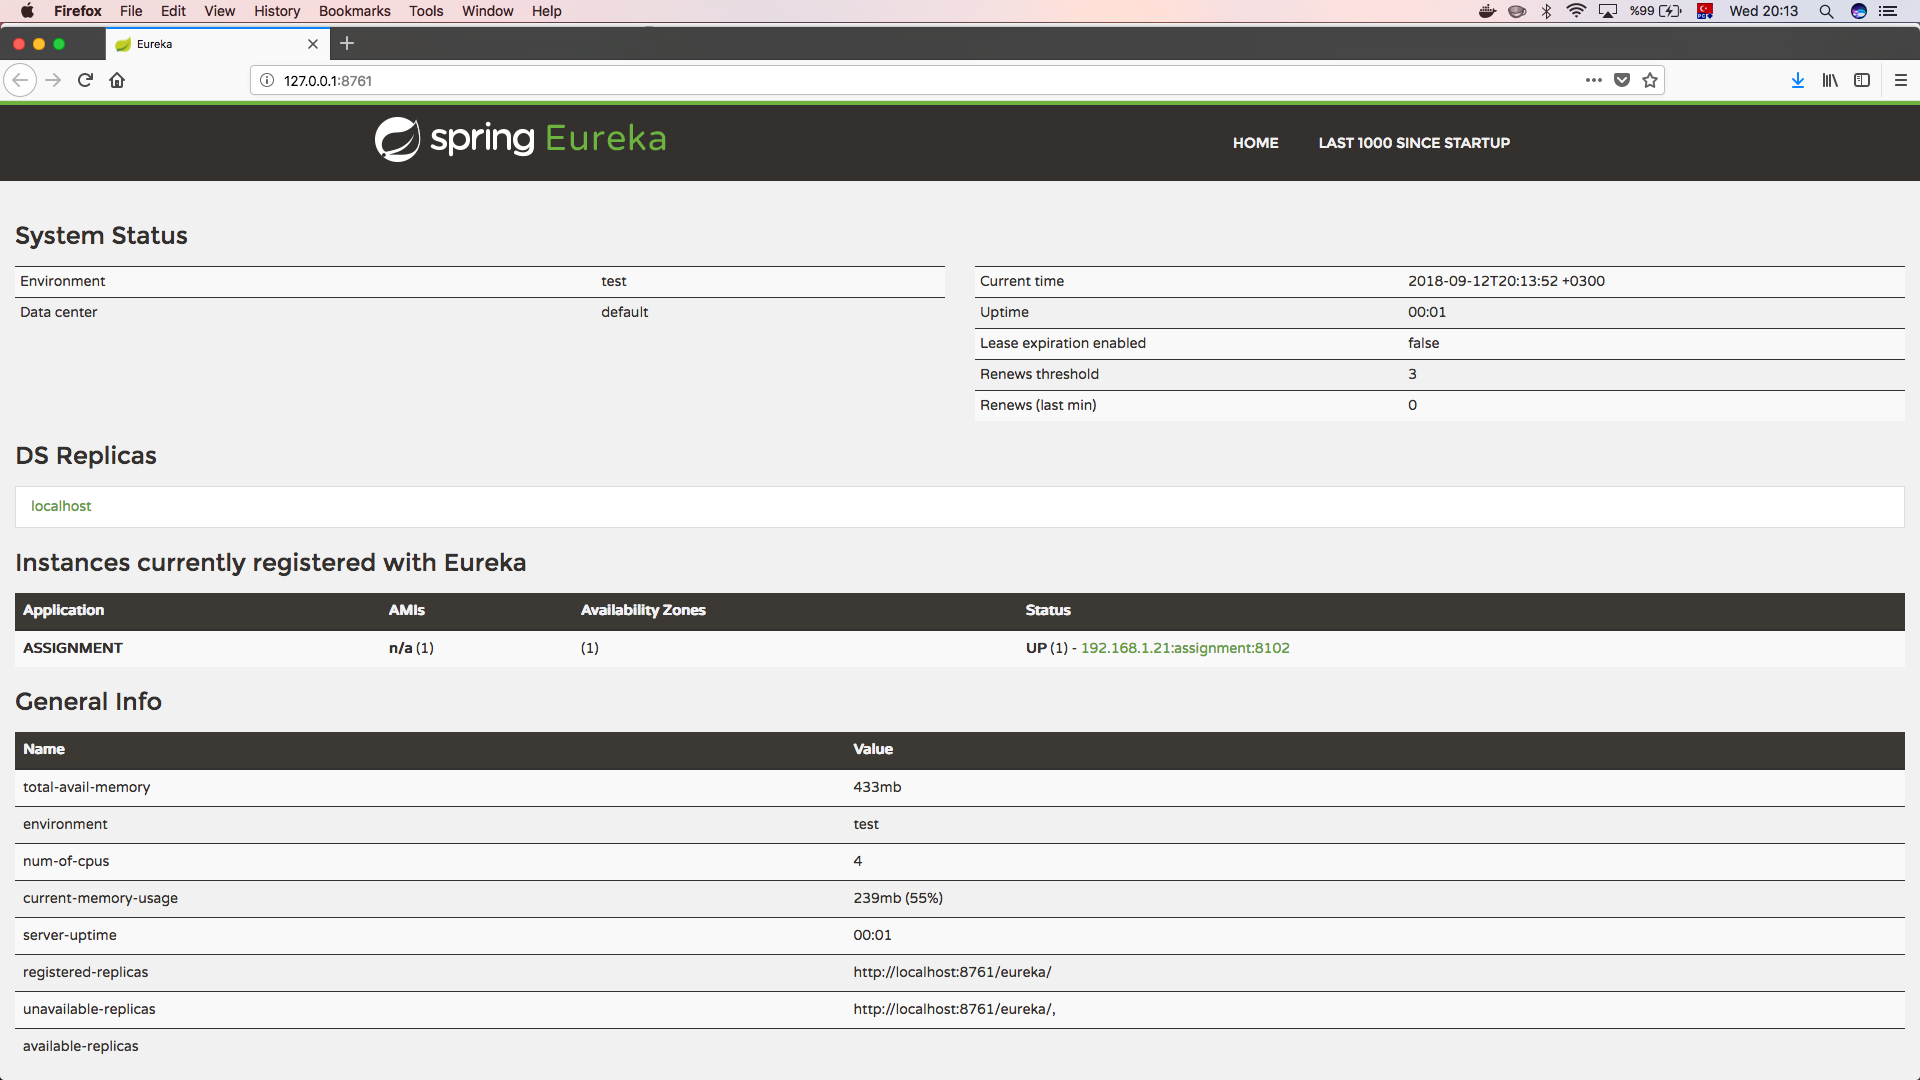 Firefox File Edit View History Bookmarks Tools Window Help %99 Wed 20:13
Eureka
127.0.0.1:8761
spring Eureka HOME LAST 1000 SINCE STARTUP
System Status
Environment test
Data center default
Current time 2018-09-12T20:13:52 +0300
Uptime 00:01
Lease expiration enabled false
Renews threshold 3
Renews (last min) 0
DS Replicas
localhost
Instances currently registered with Eureka
Application AMIs Availability Zones Status
ASSIGNMENT n/a (1) (1) UP (1) - 192.168.1.21:assignment:8102
General Info
Name Value
total-avail-memory 433mb
environment test
num-of-cpus 4
current-memory-usage 239mb (55%)
server-uptime 00:01
registered-replicas http://localhost:8761/eureka/
unavailable-replicas http://localhost:8761/eureka/,
available-replicas